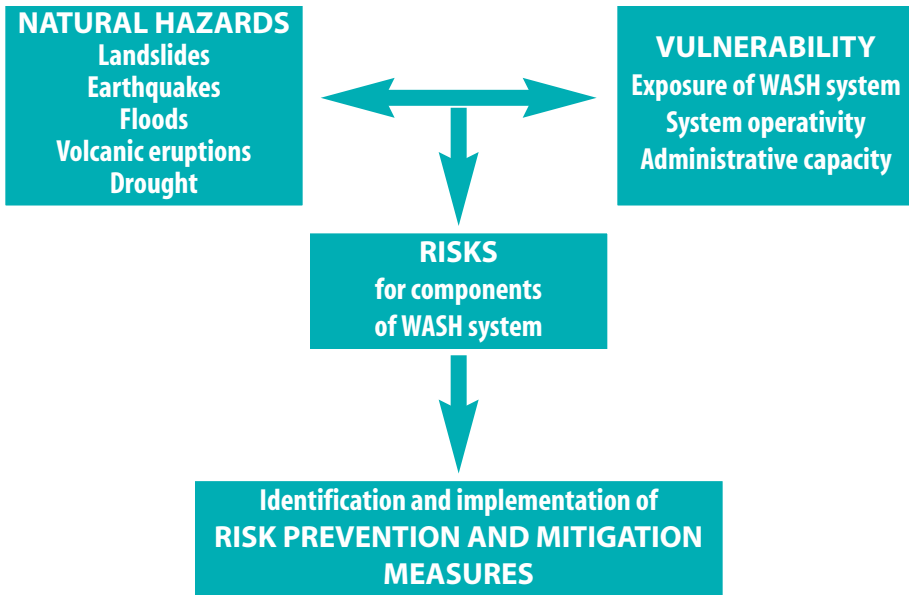 NATURAL HAZARDS
Landslides
Earthquakes
Floods
Volcanic eruptions
Drought
VULNERABILITY
Exposure of WASH system
System operativity
Administrative capacity
RISKS
for components
of WASH system
Identification and implementation of
RISK PREVENTION AND MITIGATION
MEASURES